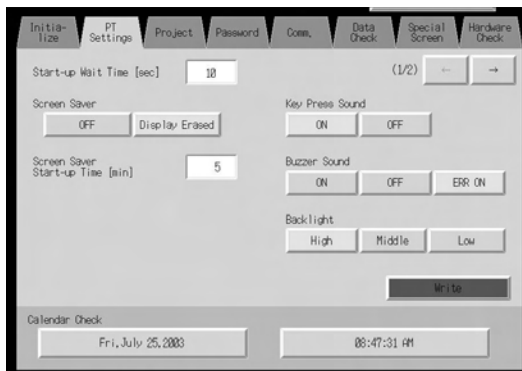 Initia-
lize
PT
Settings
Project
Password
Comm.
Data
Check
Special
Screen
Hardware
Check
Start-up Wait Time [sec]
10
(1/2)
←
→
Screen Saver
OFF
Display Erased
Key Press Sound
ON
OFF
Screen Saver
Start-up Time [min]
5
Buzzer Sound
ON
OFF
ERR ON
Backlight
High
Middle
Low
Write
Calendar Check
Fri,July 25,2003
08:47:31 AM